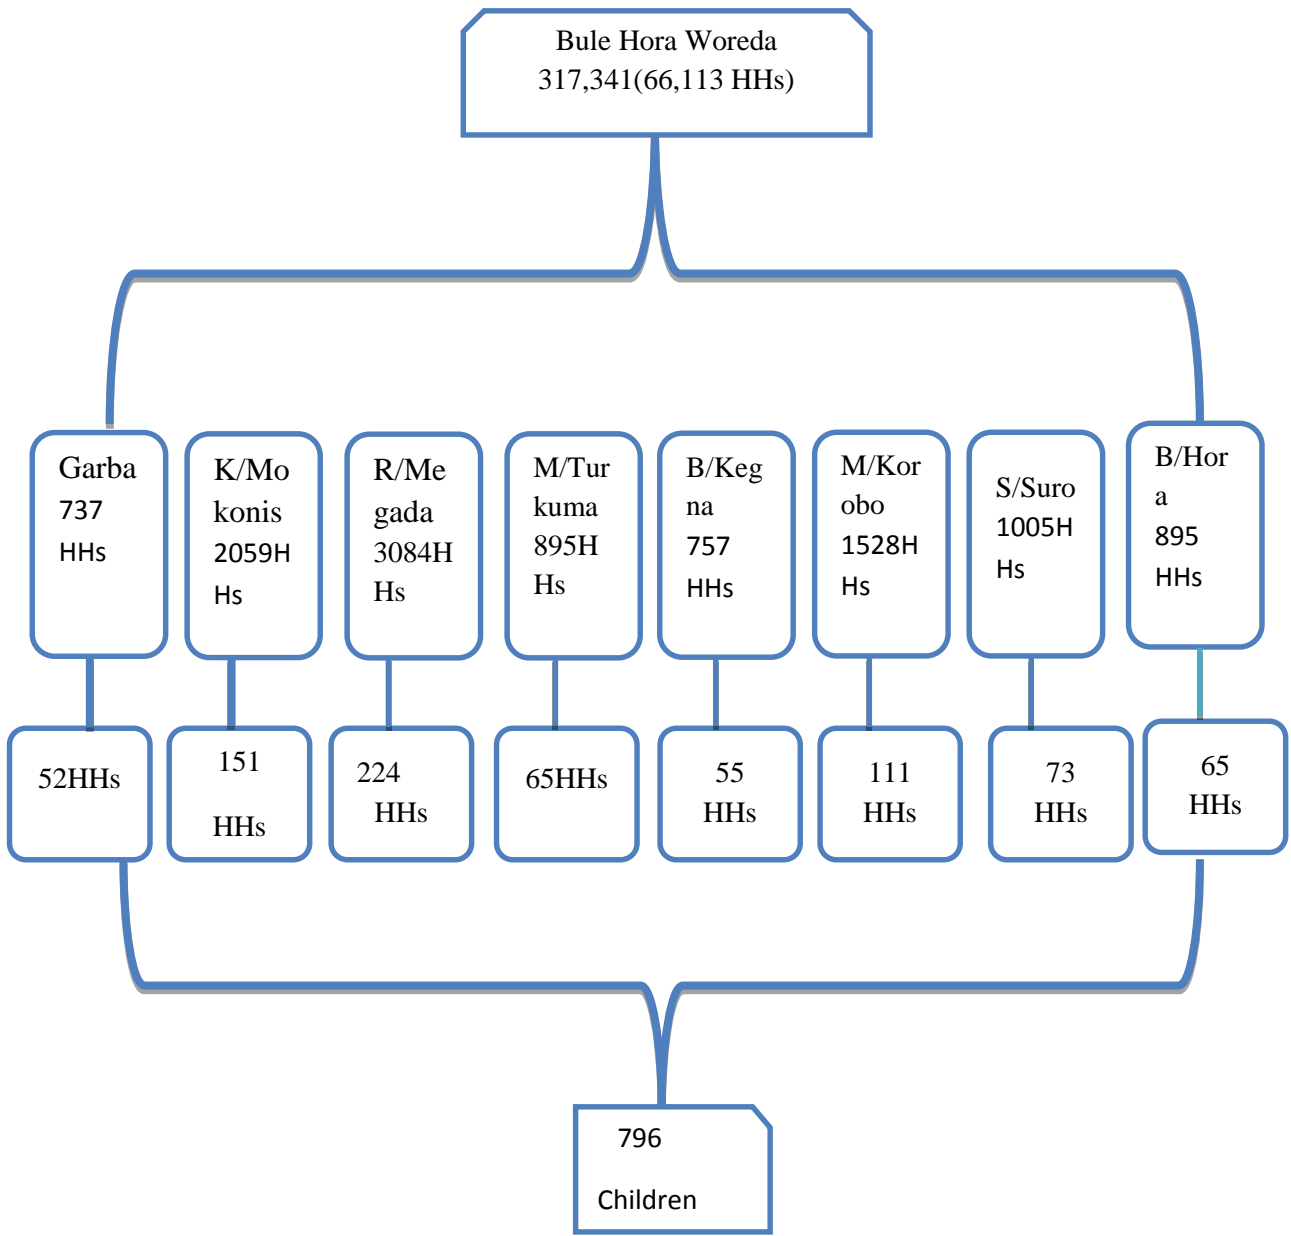 Bule Hora Woreda
317,341(66,113 HHs)
Garba
737
HHs
K/Mo
konis
2059H
Hs
R/Me
gada
3084H
Hs
M/Tur
kuma
895H
Hs
B/Keg
na
757
HHs
M/Kor
obo
1528H
Hs
S/Suro
1005H
Hs
B/Hor
a
895
HHs
52HHs
151
HHs
224
HHs
65HHs
55
HHs
111
HHs
73
HHs
65
HHs
796
Children